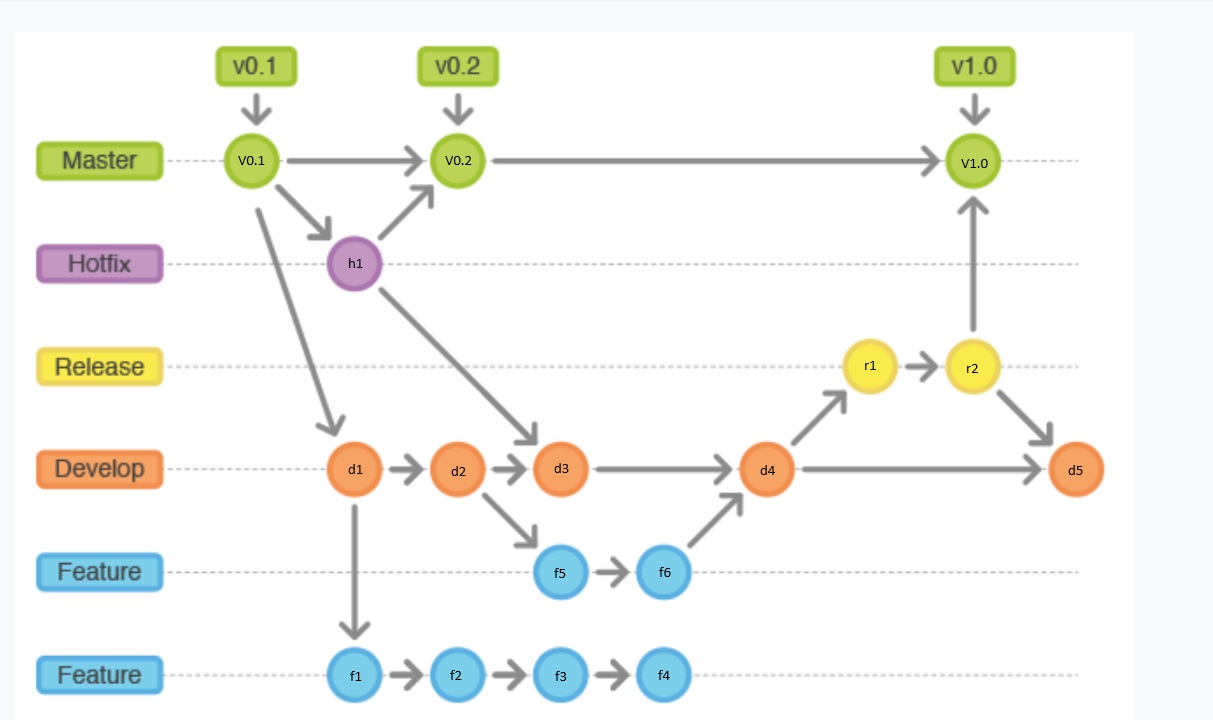 v0.1 v0.2 v1.0
Master V0.1 V0.2 V1.0
Hotfix h1
Release r1 r2
Develop d1 d2 d3 d4 d5
Feature f5 f6
Feature f1 f2 f3 f4